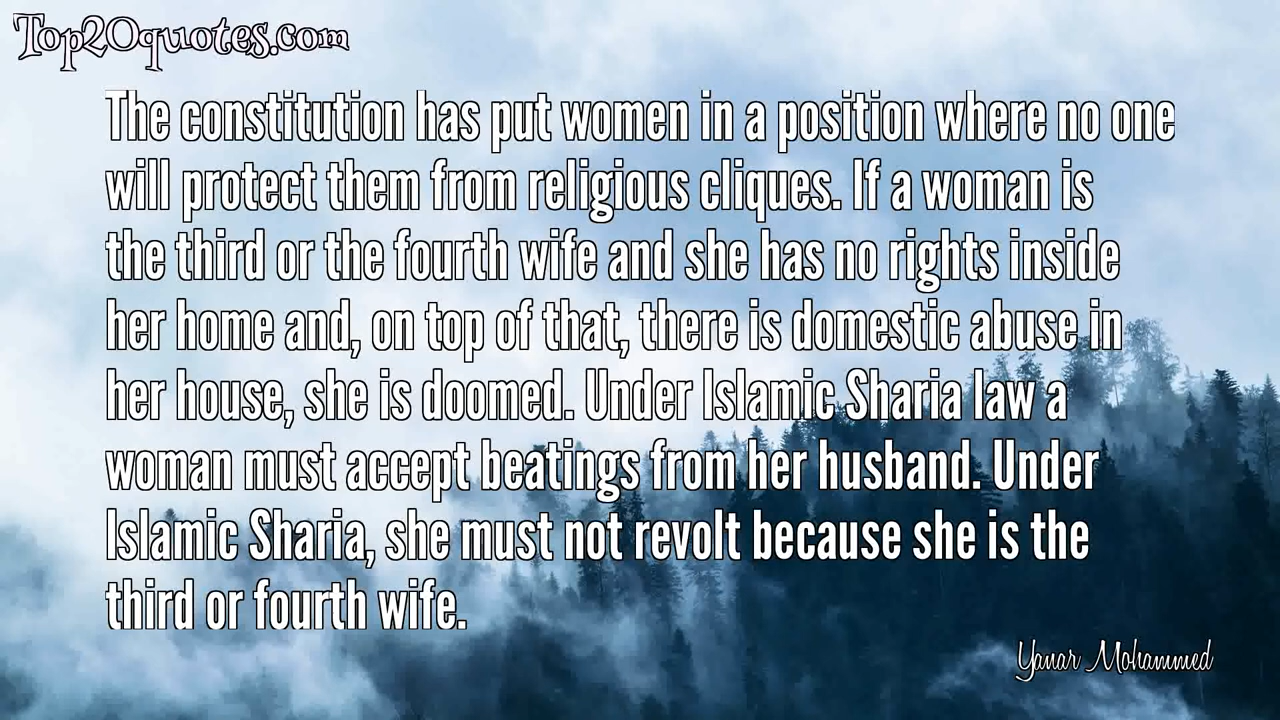 Top20quotes.com
The constitution has put women in a position where no one
will protect them from religious cliques. If a woman is
the third or the fourth wife and she has no rights inside
her home and, on top of that, there is domestic abuse in
her house, she is doomed. Under Islamic Sharia law a
woman must accept beatings from her husband. Under
Islamic Sharia, she must not revolt because she is the
third or fourth wife.
Yanar Mohammed